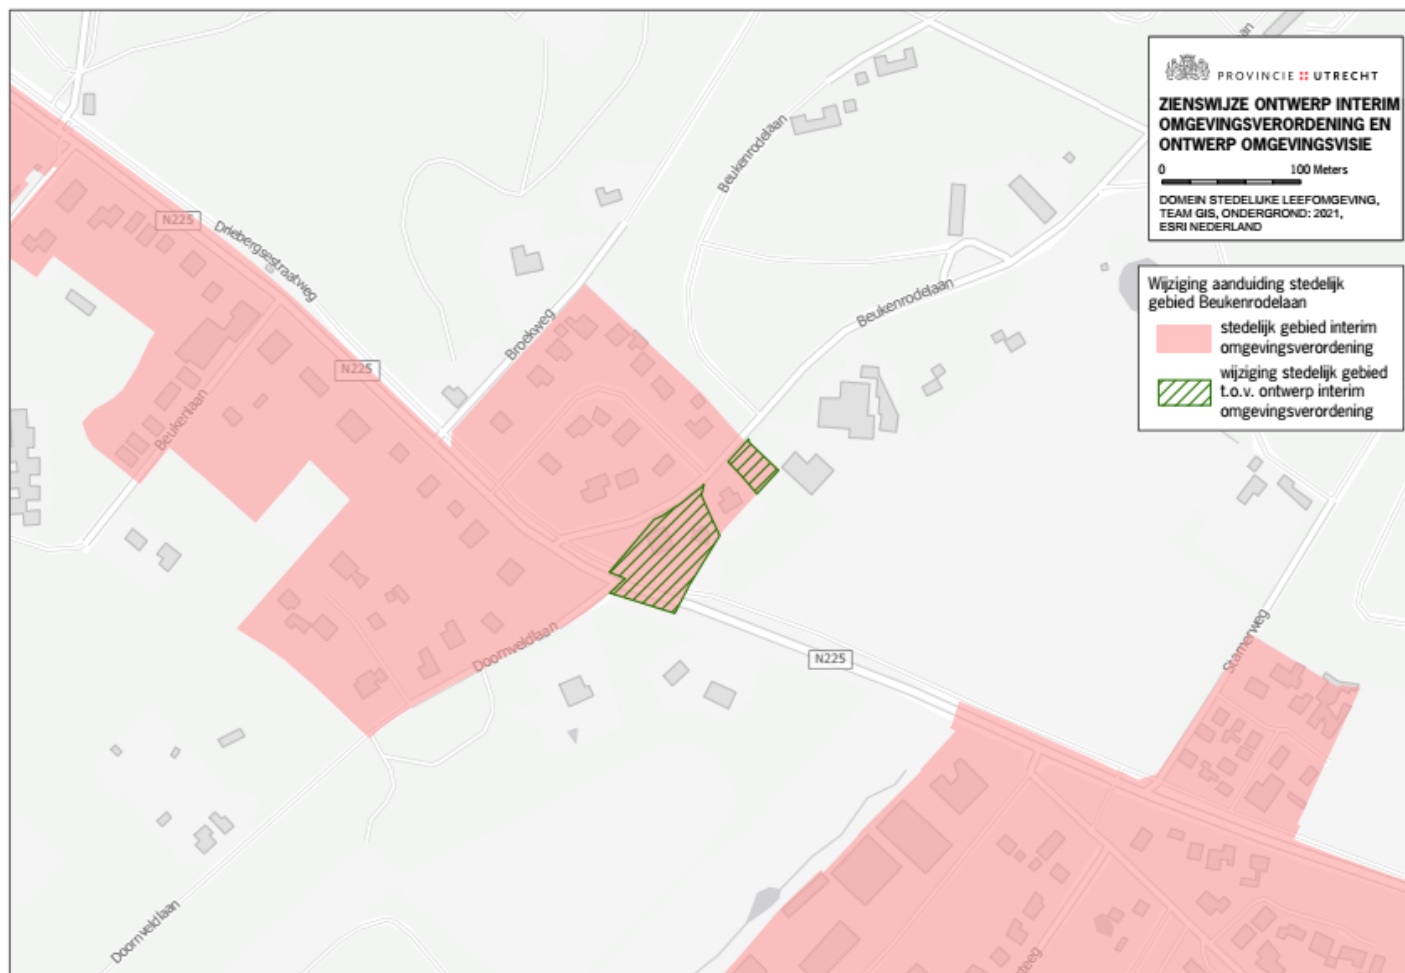 PROVINCIE UTRECHT
ZIENSWIJZE ONTWERP INTERIM
OMGEVINGSVERORDENING EN
ONTWERP OMGEVINGSVISIE
0 100 Meters
DOMEIN STEDELIJKE LEEFOMGEVING,
TEAM GIS, ONDERGROND: 2021,
ESRI NEDERLAND
Wijziging aanduiding stedelijk
gebied Beukenrodelaan
stedelijk gebied interim
omgevingsverordening
wijziging stedelijk gebied
t.o.v. ontwerp interim
omgevingsverordening
N225
Driebergsestraatweg
N225
Broekweg
Beukenrodelaan
Beukenrodelaan
Beukenlaan
Doornveldlaan
N225
Stamerweg
Doornveldlaan